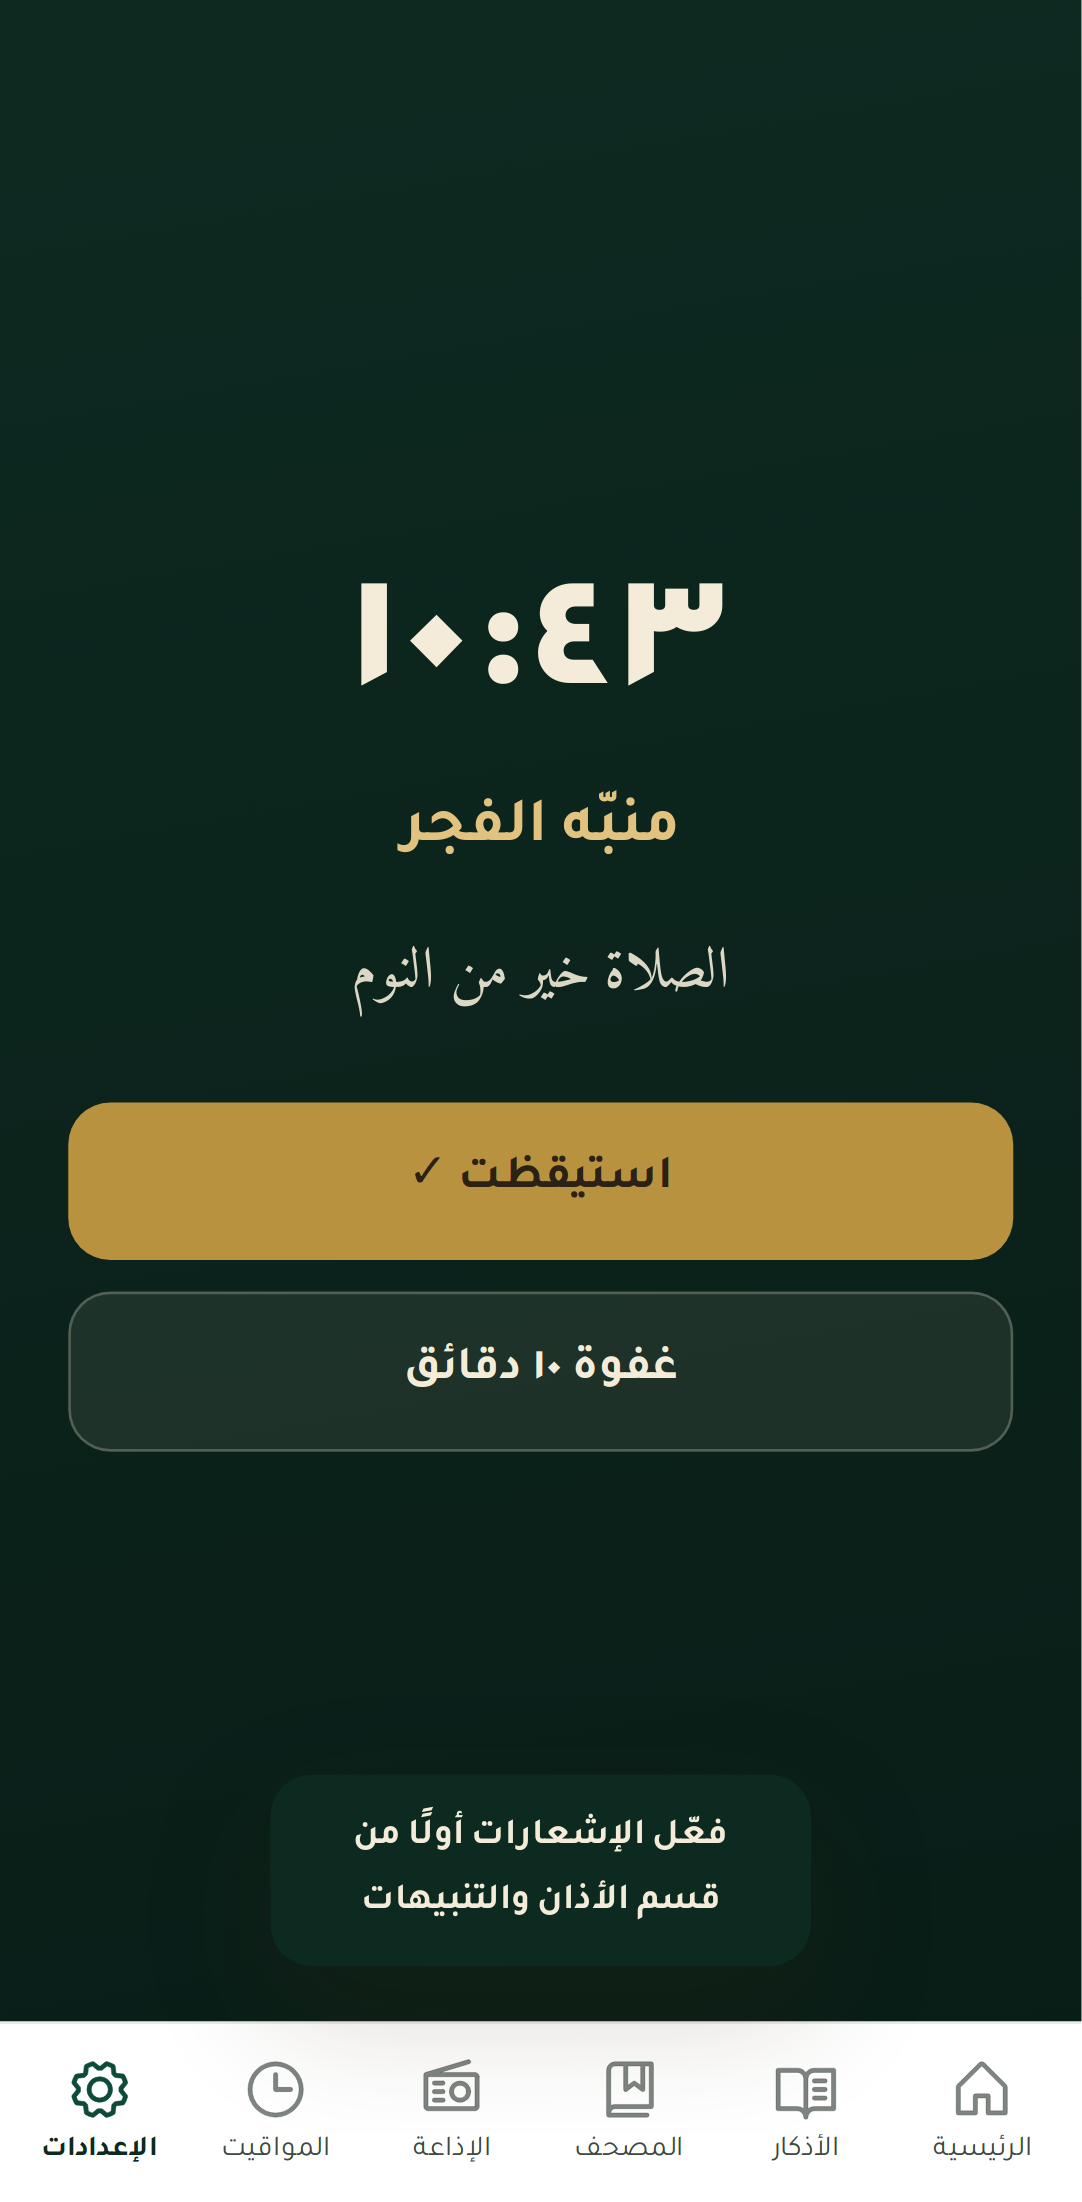 ١٠:٤٣
منبّه الفجر
الصلاة خير من النوم
استيقظت ✓
غفوة ١٠ دقائق
فعّل الإشعارات أولًا من
قسم الأذان والتنبيهات
الرئيسية
الأذكار
المصحف
الإذاعة
المواقيت
الإعدادات